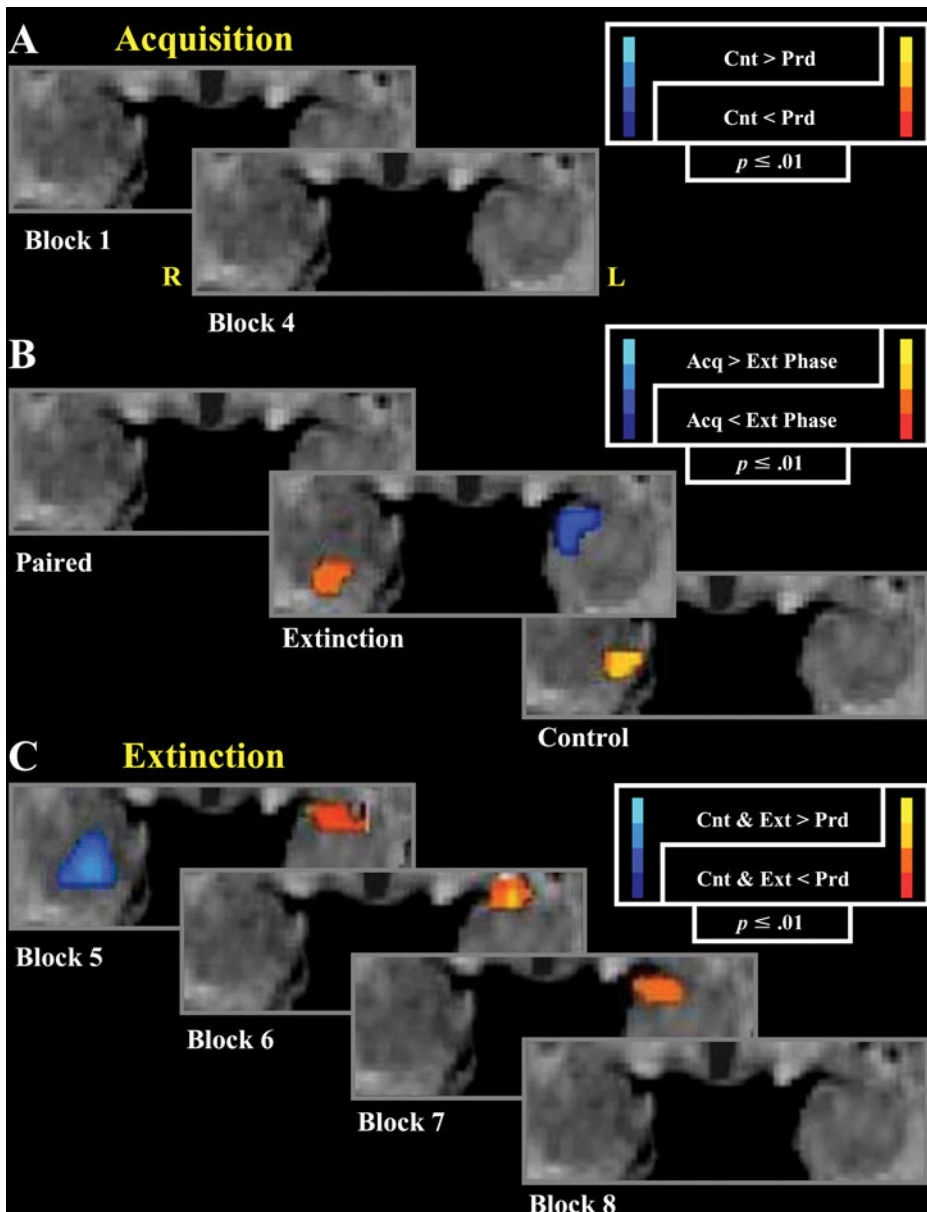 A Acquisition
Cnt > Prd
Cnt < Prd
p ≤ .01
Block 1
R
L
Block 4
B
Acq > Ext Phase
Acq < Ext Phase
p ≤ .01
Paired
Extinction
Control
C Extinction
Cnt & Ext > Prd
Cnt & Ext < Prd
p ≤ .01
Block 5
Block 6
Block 7
Block 8